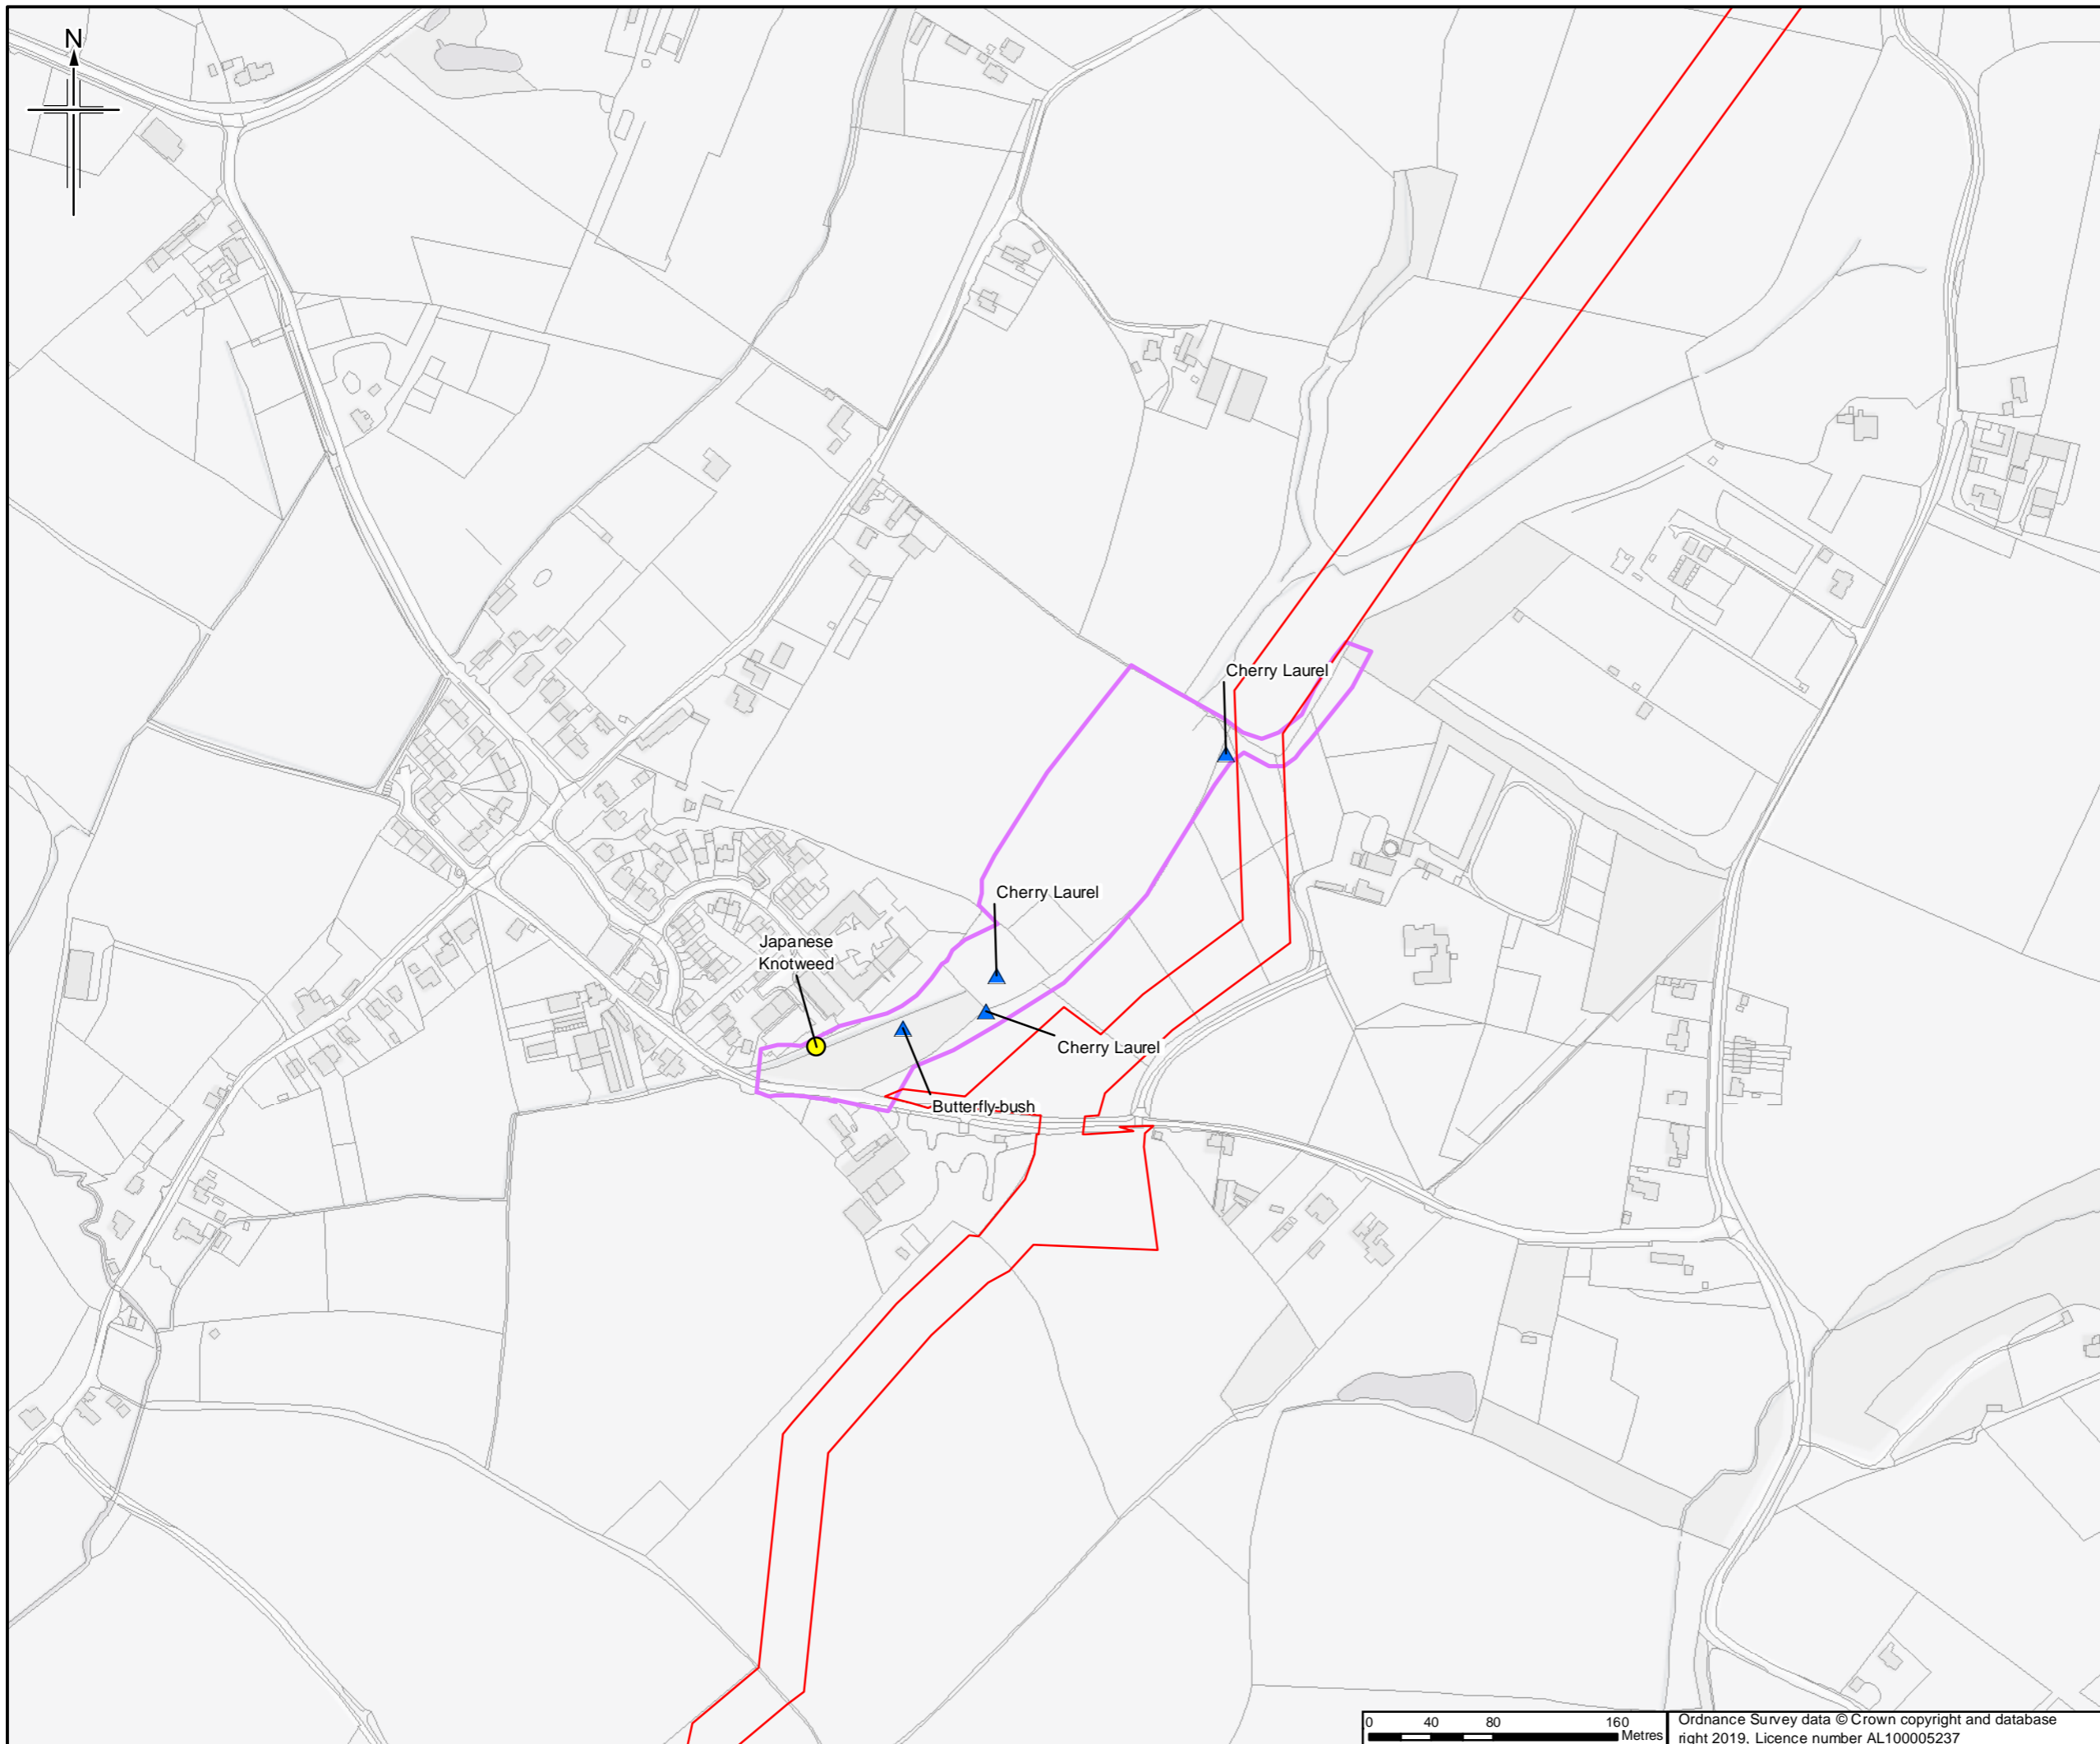 N
Cherry Laurel
Cherry Laurel
Japanese
Knotweed
Cherry Laurel
Butterfly-bush
0 40 80 160
Metres
Ordnance Survey data © Crown copyright and database
right 2019, Licence number AL100005237